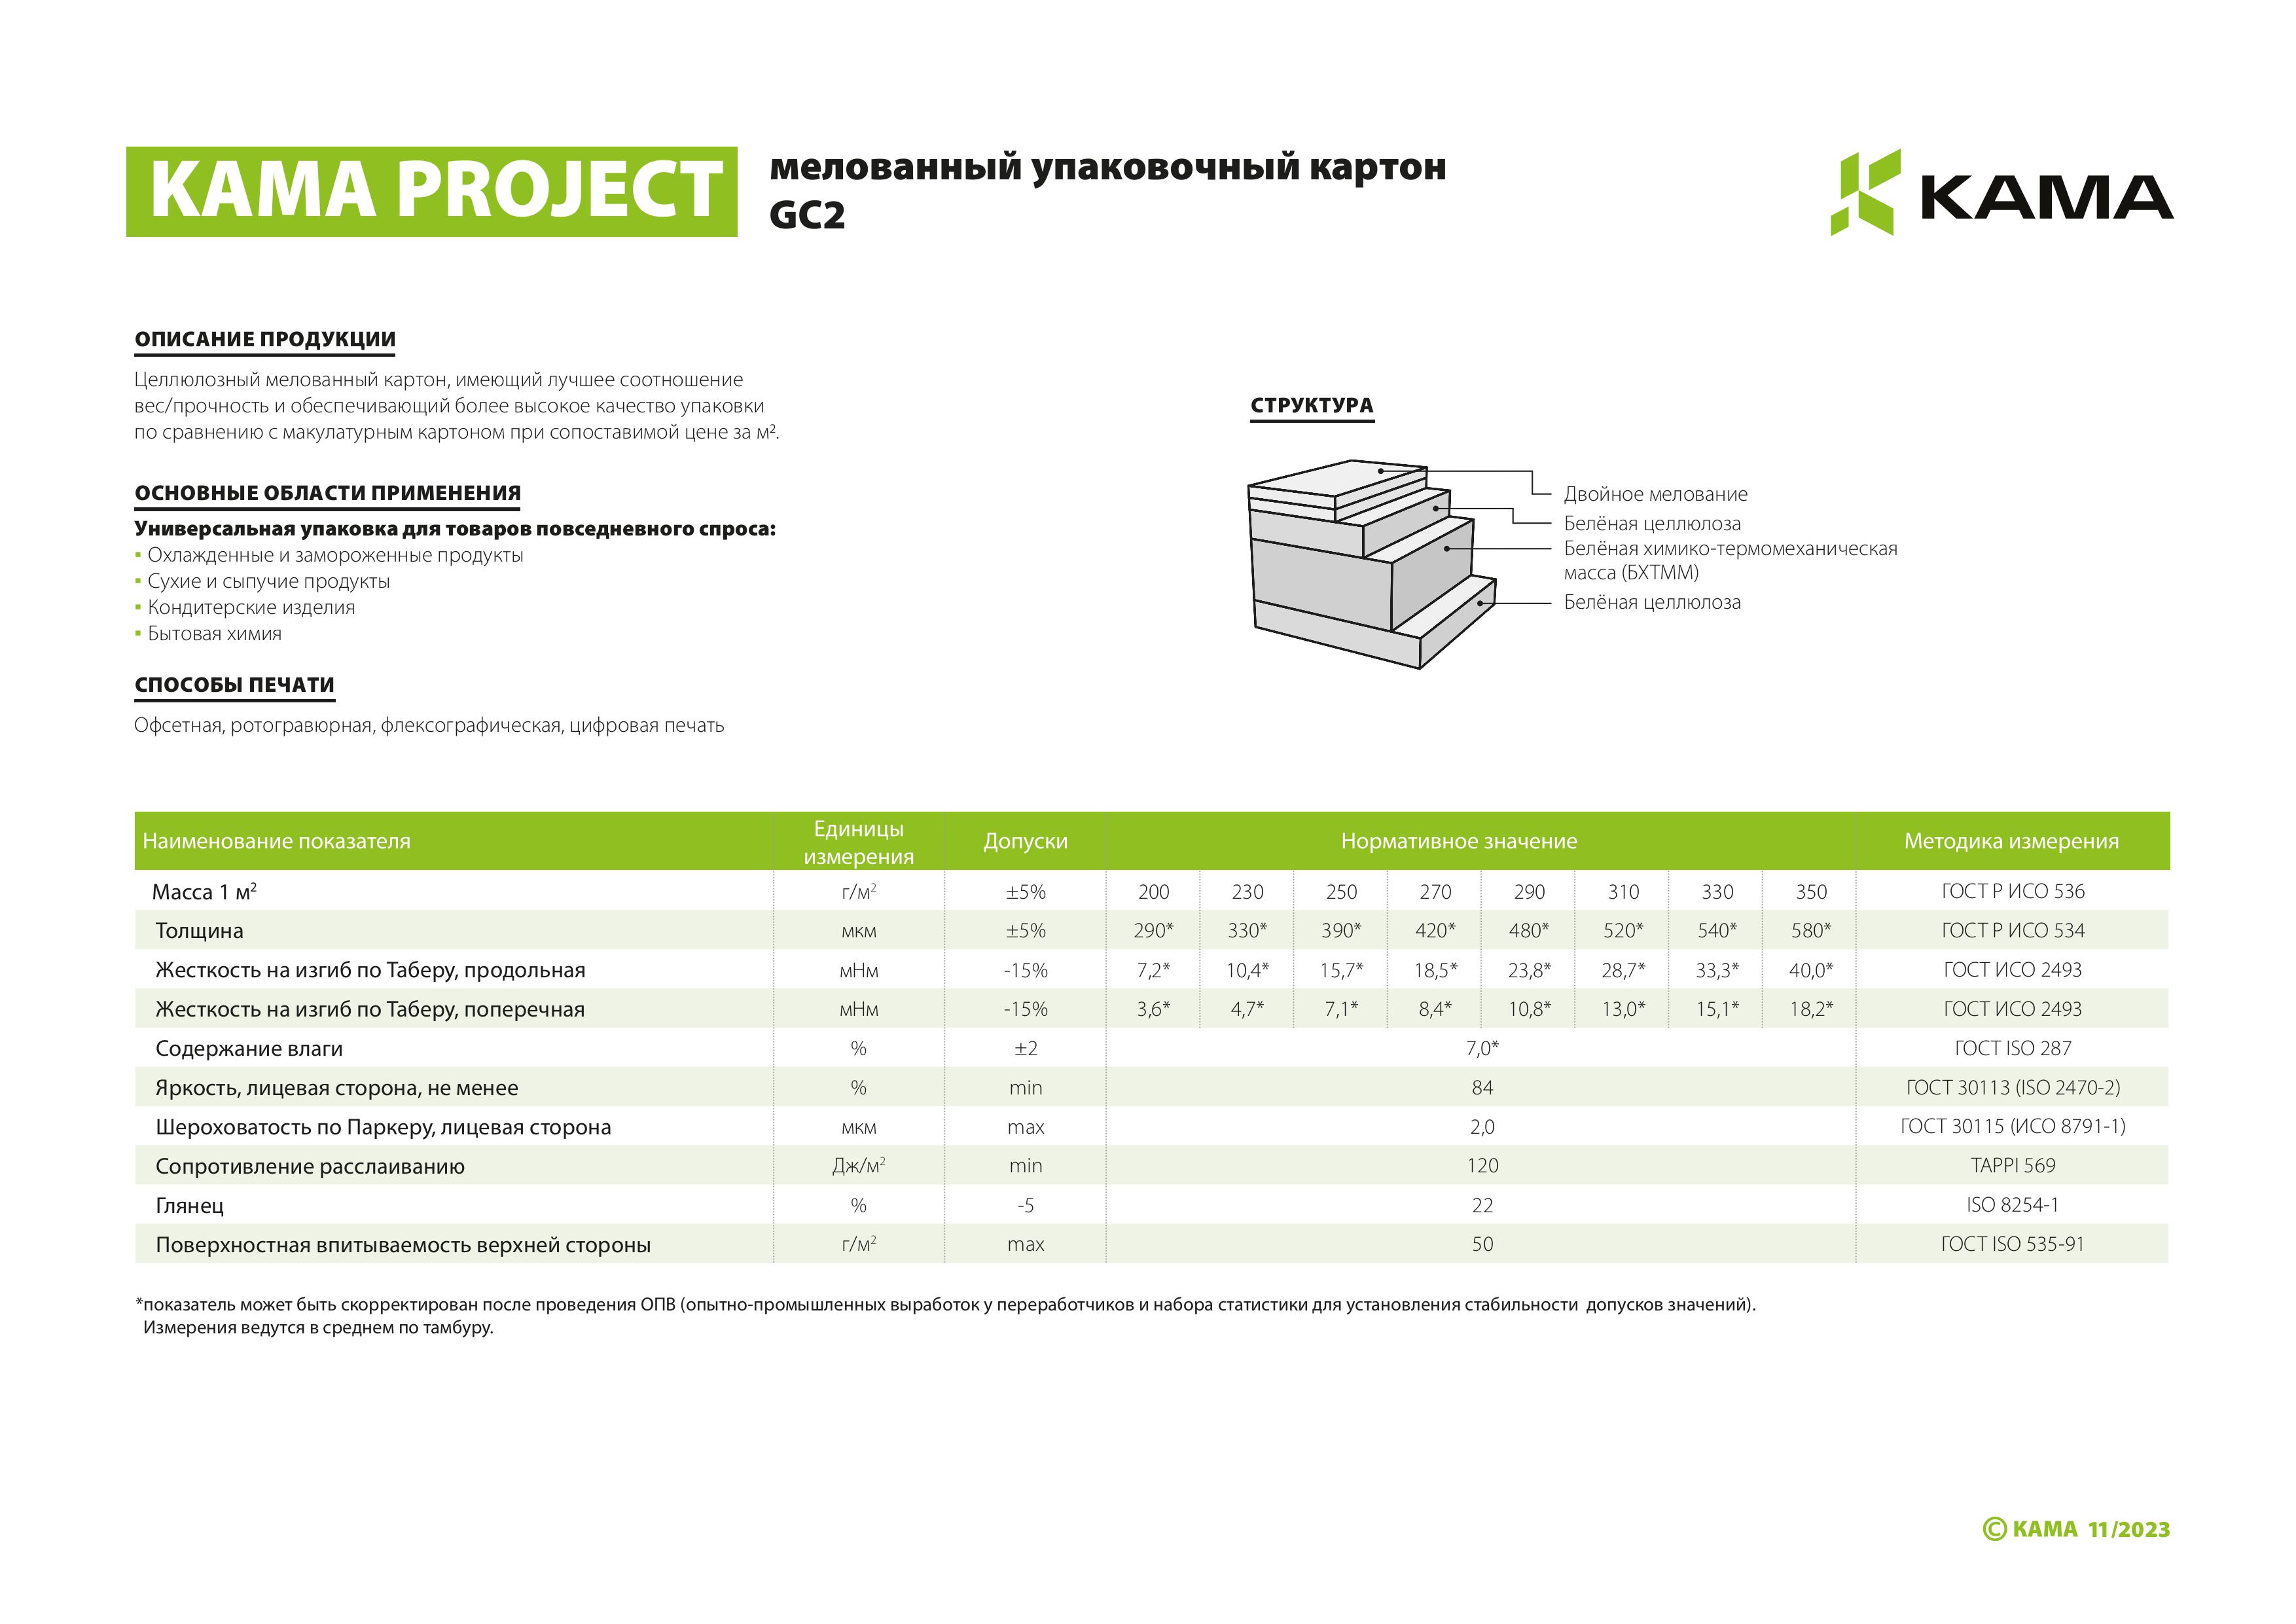 KAMA PROJECT
мелованный упаковочный картон
GC2
KAMA
ОПИСАНИЕ ПРОДУКЦИИ
Целлюлозный мелованный картон, имеющий лучшее соотношение
вес/прочность и обеспечивающий более высокое качество упаковки
по сравнению с макулатурным картоном при сопоставимой цене за м².
ОСНОВНЫЕ ОБЛАСТИ ПРИМЕНЕНИЯ
Универсальная упаковка для товаров повседневного спроса:
▪ Охлажденные и замороженные продукты
▪ Сухие и сыпучие продукты
▪ Кондитерские изделия
▪ Бытовая химия
СПОСОБЫ ПЕЧАТИ
Офсетная, ротогравюрная, флексографическая, цифровая печать
СТРУКТУРА
Двойное мелование
Белёная целлюлоза
Белёная химико-термомеханическая
масса (БХТММ)
Белёная целлюлоза
Наименование показателя Единицы измерения Допуски Нормативное значение Методика измерения
Масса 1 м² г/м² ±5% 200 230 250 270 290 310 330 350 ГОСТ Р ИСО 536
Толщина мкм ±5% 290* 330* 390* 420* 480* 520* 540* 580* ГОСТ Р ИСО 534
Жесткость на изгиб по Таберу, продольная мНм -15% 7,2* 10,4* 15,7* 18,5* 23,8* 28,7* 33,3* 40,0* ГОСТ ИСО 2493
Жесткость на изгиб по Таберу, поперечная мНм -15% 3,6* 4,7* 7,1* 8,4* 10,8* 13,0* 15,1* 18,2* ГОСТ ИСО 2493
Содержание влаги % ±2 7,0* ГОСТ ISO 287
Яркость, лицевая сторона, не менее % min 84 ГОСТ 30113 (ISO 2470-2)
Шероховатость по Паркеру, лицевая сторона мкм max 2,0 ГОСТ 30115 (ИСО 8791-1)
Сопротивление расслаиванию Дж/м² min 120 TAPPI 569
Глянец % -5 22 ISO 8254-1
Поверхностная впитываемость верхней стороны г/м² max 50 ГОСТ ISO 535-91
*показатель может быть скорректирован после проведения ОПВ (опытно-промышленных выработок у переработчиков и набора статистики для установления стабильности допусков значений).
Измерения ведутся в среднем по тамбуру.
© KAMA 11/2023